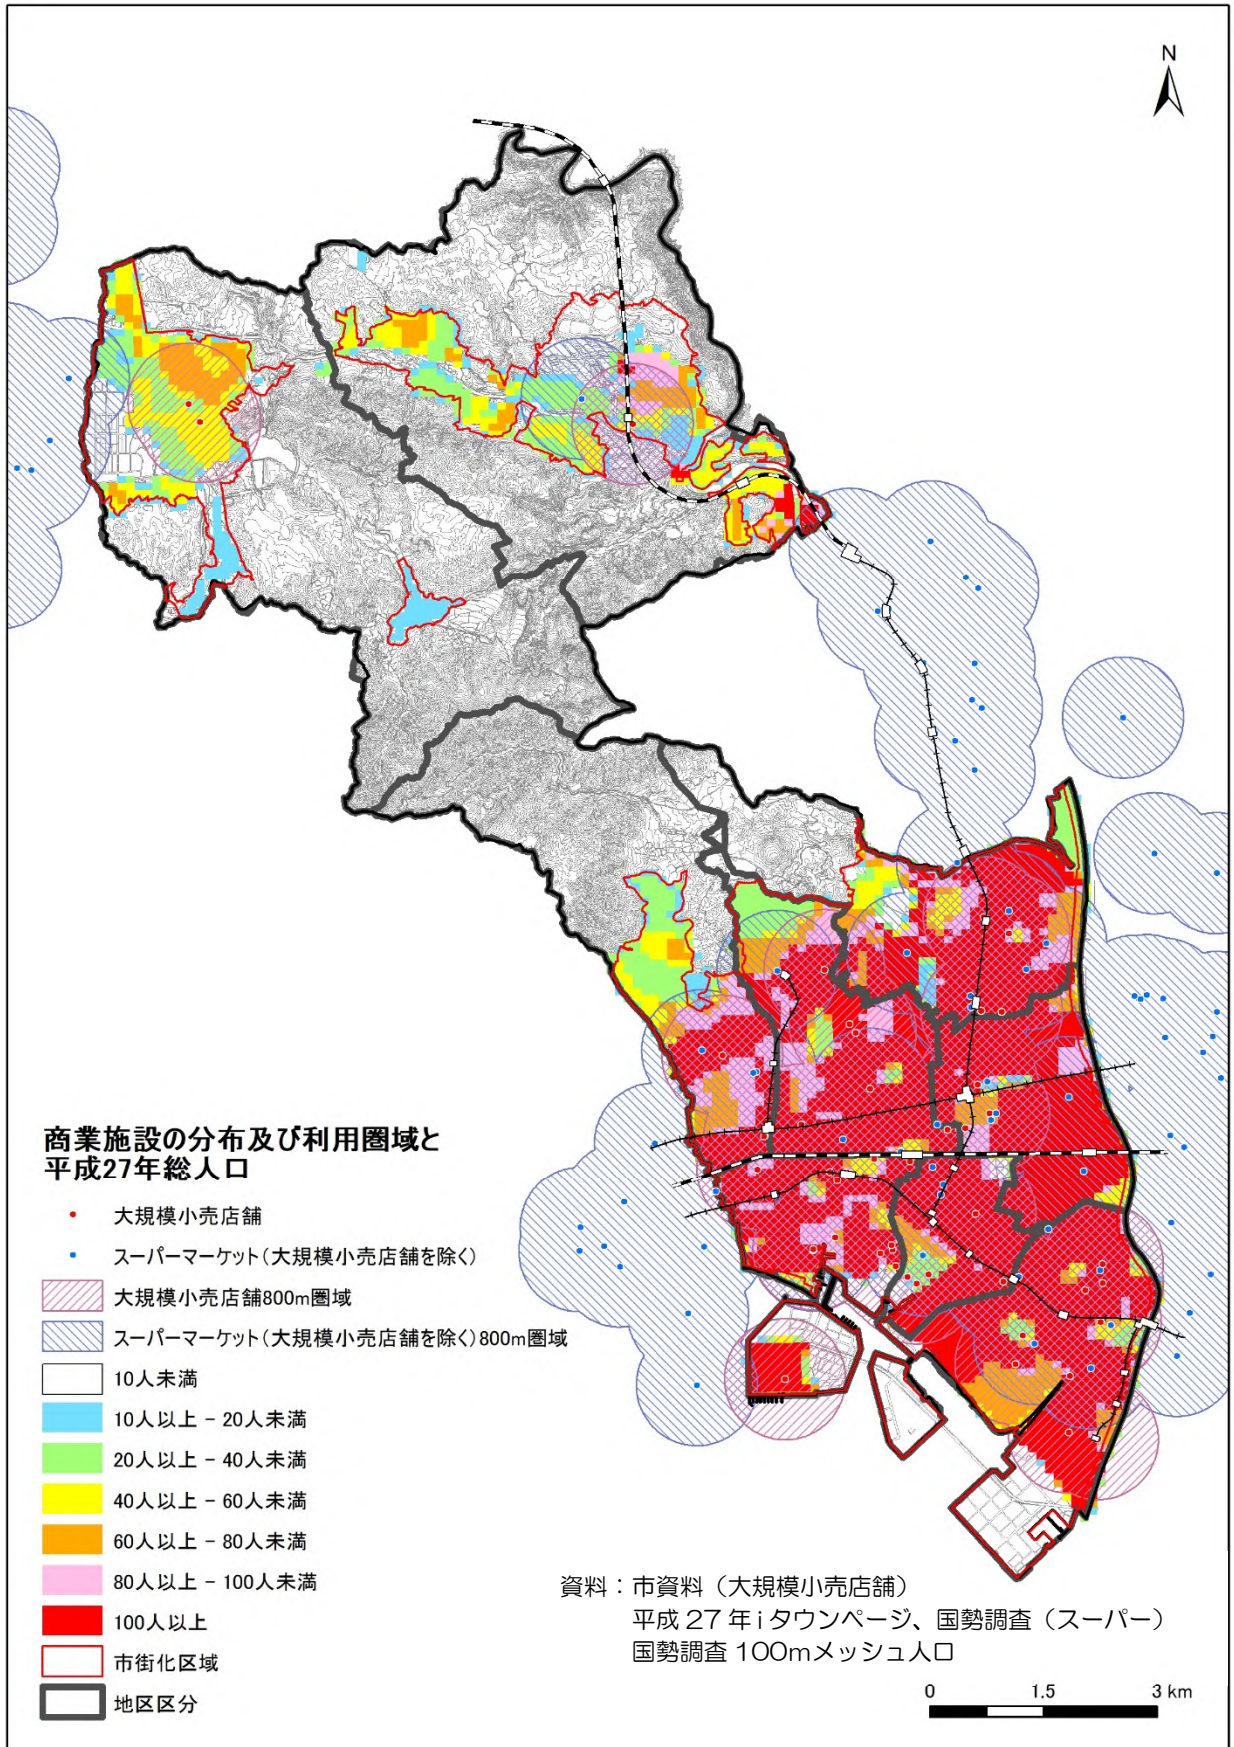 N
商業施設の分布及び利用圏域と
平成27年総人口
大規模小売店舗
スーパーマーケット(大規模小売店舗を除く)
大規模小売店舗800m圏域
スーパーマーケット(大規模小売店舗を除く)800m圏域
10人未満
10人以上 - 20人未満
20人以上 - 40人未満
40人以上 - 60人未満
60人以上 - 80人未満
80人以上 - 100人未満
100人以上
市街化区域
地区区分
資料：市資料（大規模小売店舗）
平成 27 年 i タウンページ、国勢調査（スーパー）
国勢調査 100mメッシュ人口
0 1.5 3 km